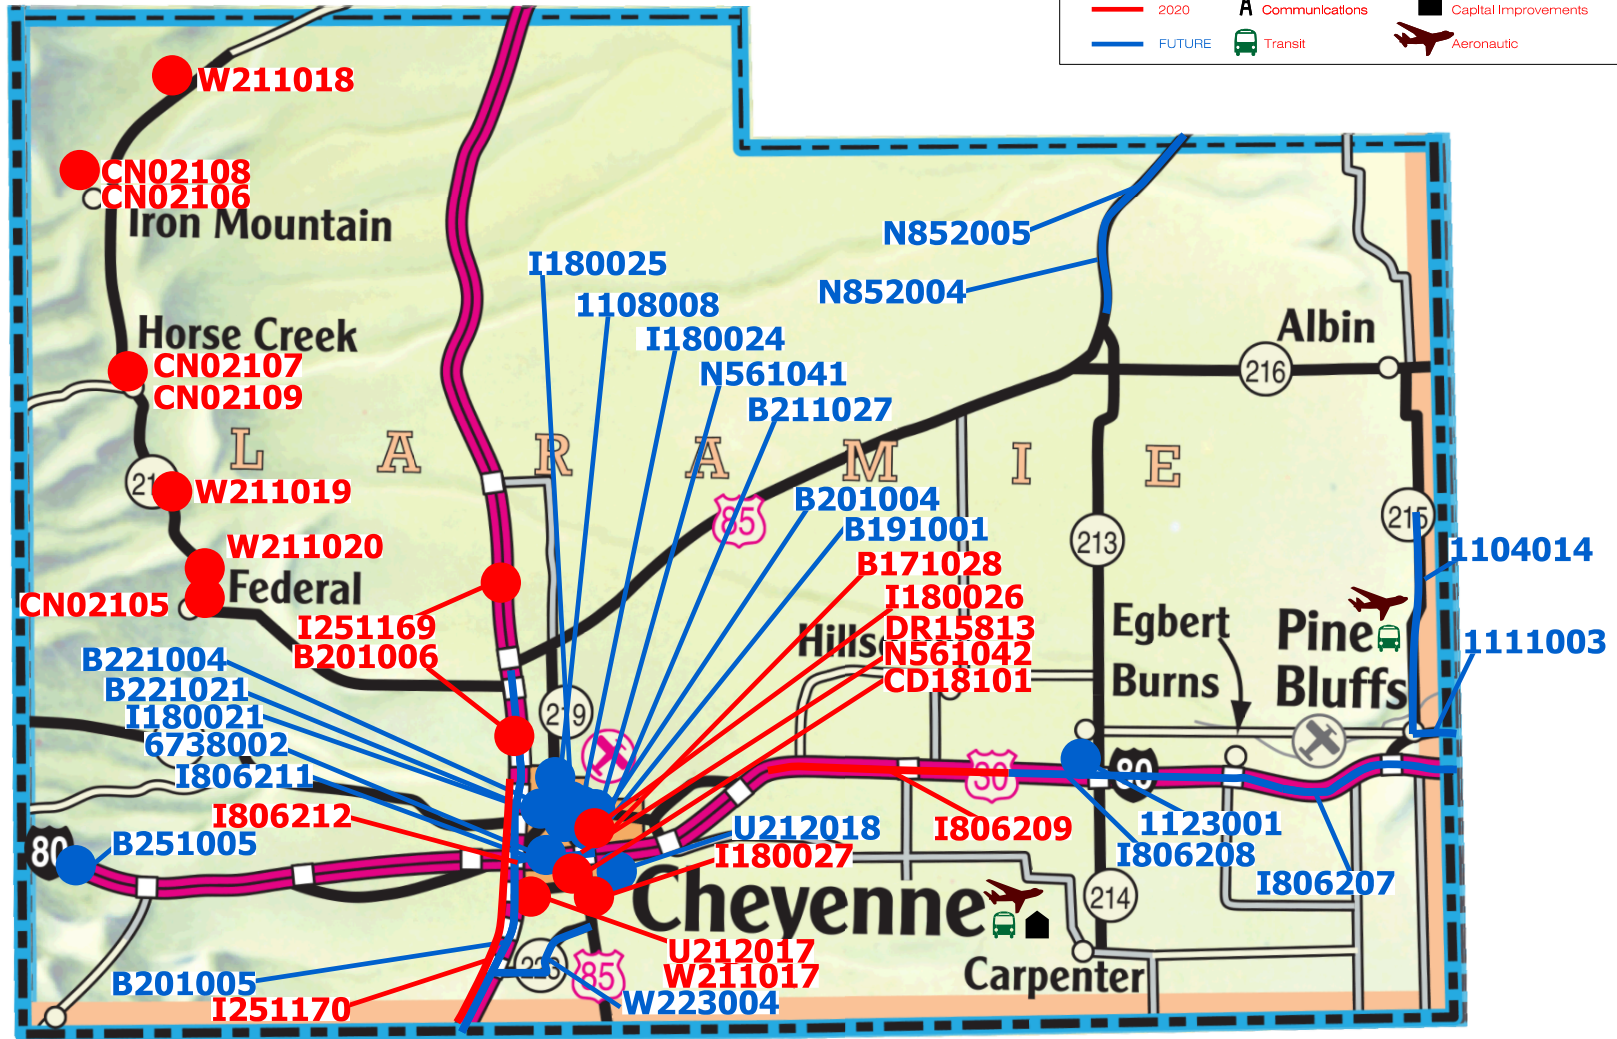 2020
Communications
Capital Improvements
FUTURE
Transit
Aeronautic
W211018
CN02108
CN02106
Iron Mountain
N852005
I180025
N852004
1108008
Horse Creek
Albin
I180024
CN02107
216
N561041
CN02109
B211027
L A R A M I E
W211019
B201004
85
215
B191001
213
W211020
1104014
B171028
Federal
I180026
CN02105
Egbert
I251169
DR15813
Pine
B201006
N561042
1111003
B221004
CD18101
Burns
Bluffs
B221021
I180021
219
6738002
I806211
30
80
I806212
U212018
I806209
1123001
80
B251005
I180027
I806208
I806207
Cheyenne
214
U212017
W211017
223
85
Carpenter
B201005
W223004
I251170